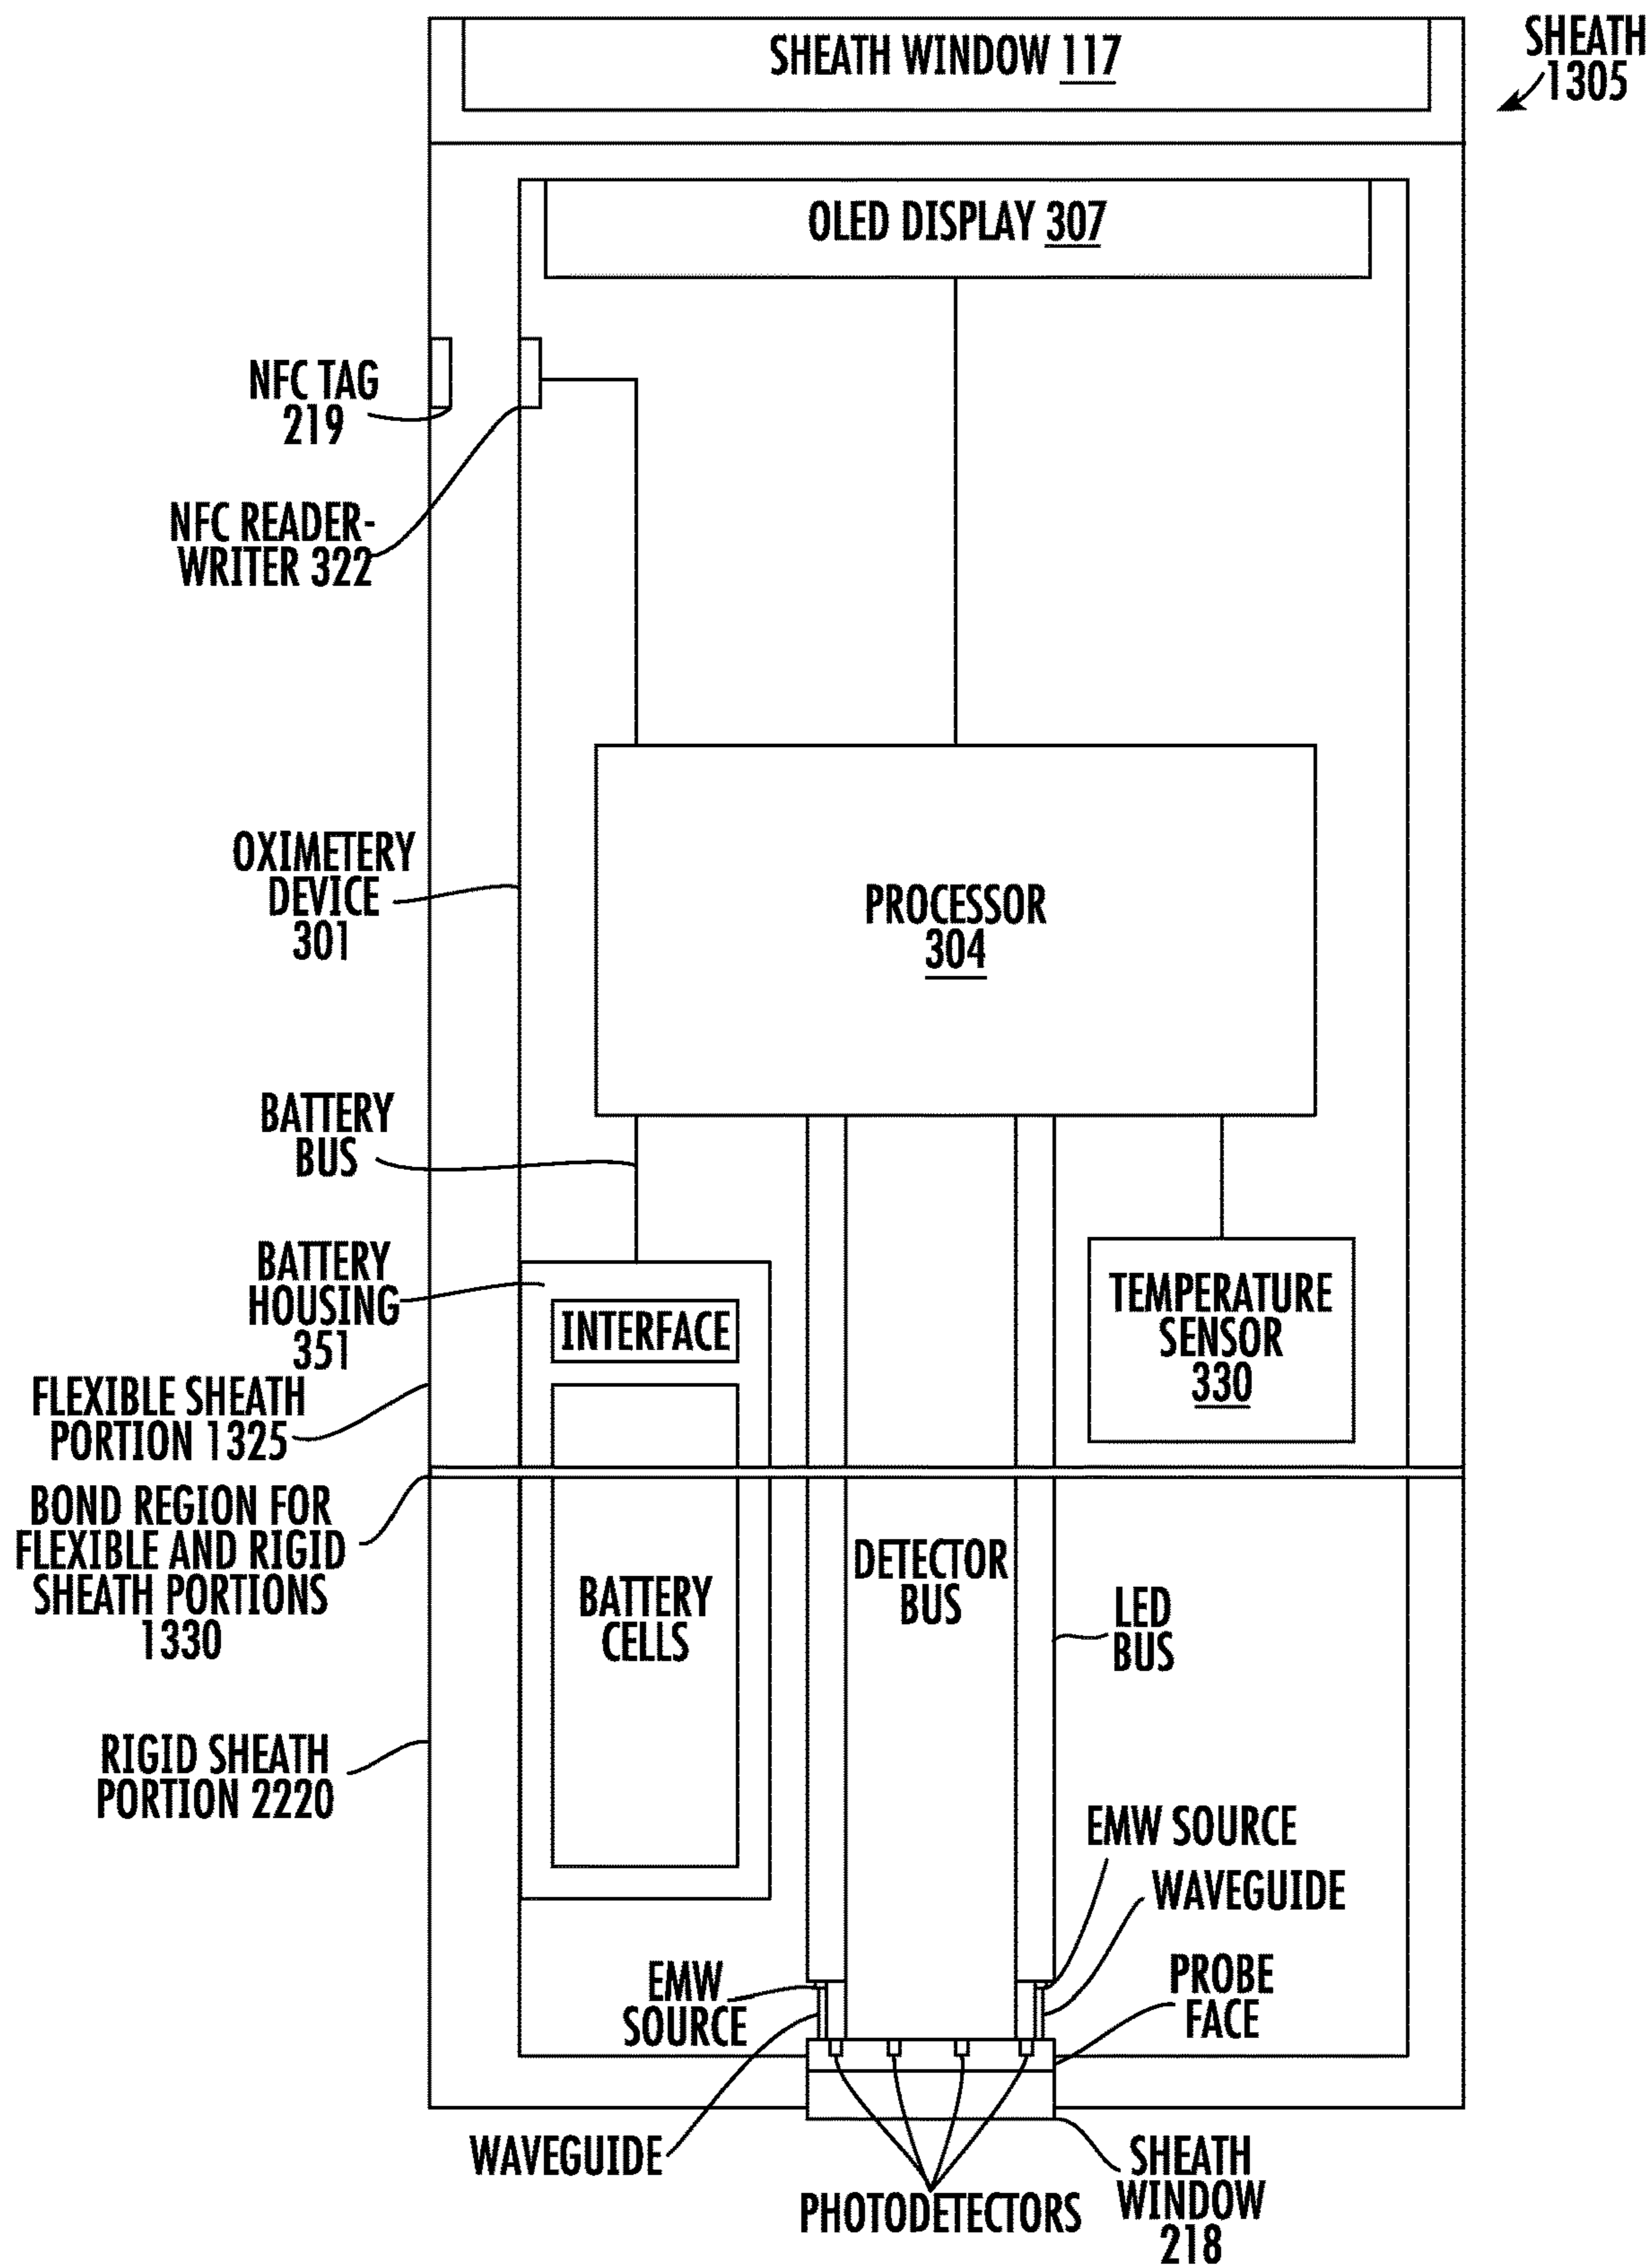 SHEATH WINDOW 117
SHEATH
1305
OLED DISPLAY 307
NFC TAG
219
NFC READER-
WRITER 322
OXIMETERY
DEVICE
301
PROCESSOR
304
BATTERY
BUS
BATTERY
HOUSING
351
INTERFACE
TEMPERATURE
SENSOR
330
FLEXIBLE SHEATH
PORTION 1325
BOND REGION FOR
FLEXIBLE AND RIGID
SHEATH PORTIONS
1330
BATTERY
CELLS
DETECTOR
BUS
LED
BUS
RIGID SHEATH
PORTION 2220
EMW SOURCE
WAVEGUIDE
EMW
SOURCE
PROBE
FACE
WAVEGUIDE
PHOTODETECTORS
SHEATH
WINDOW
218